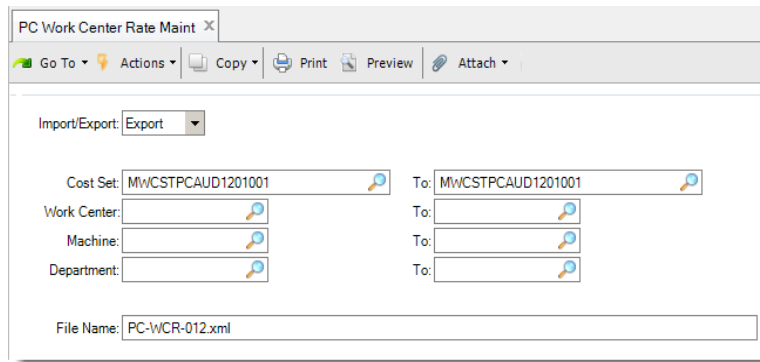 PC Work Center Rate Maint X
Go To Actions Copy Print Preview Attach
Import/Export: Export
Cost Set: MWCSTPCAUD1201001 To: MWCSTPCAUD1201001
Work Center: To:
Machine: To:
Department: To:
File Name: PC-WCR-012.xml